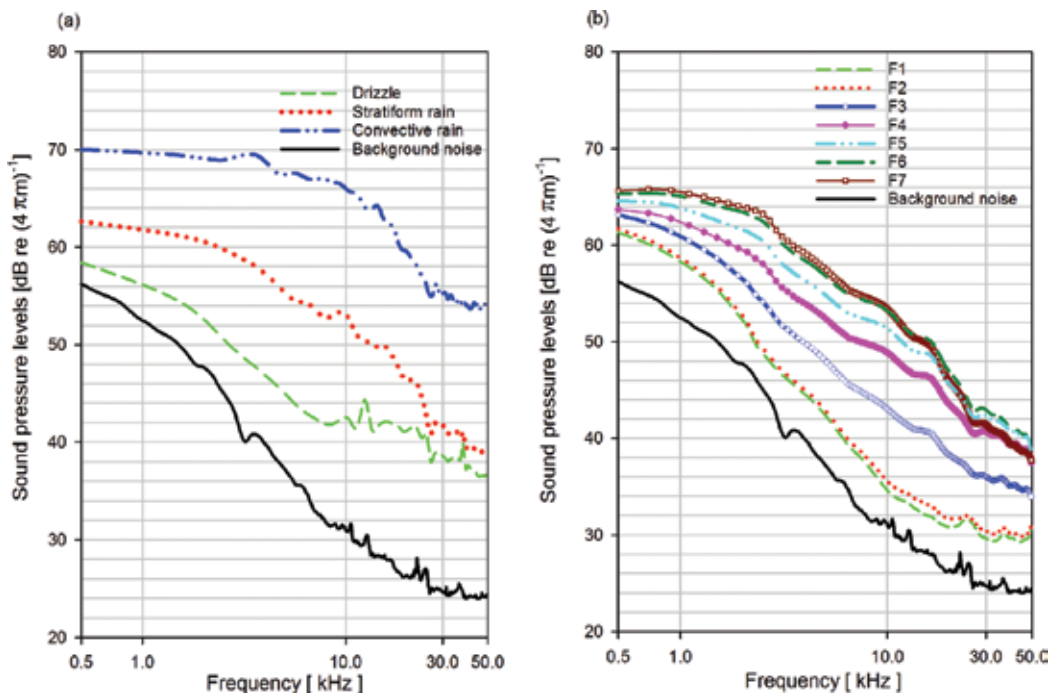 (a)
80
70
60
50
40
30
20
Sound pressure levels [dB re (4 πm)⁻¹
Drizzle
Stratiform rain
Convective rain
Background noise
0.5
1.0
10.0
30.0
50.0
Frequency [ kHz]
(b)
80
70
60
50
40
30
20
Sound pressure levels [dB re (4 πm)⁻¹
F1
F2
F3
F4
F5
F6
F7
Background noise
0.5
1.0
10.0
30.0
50.0
Frequency [ kHz]